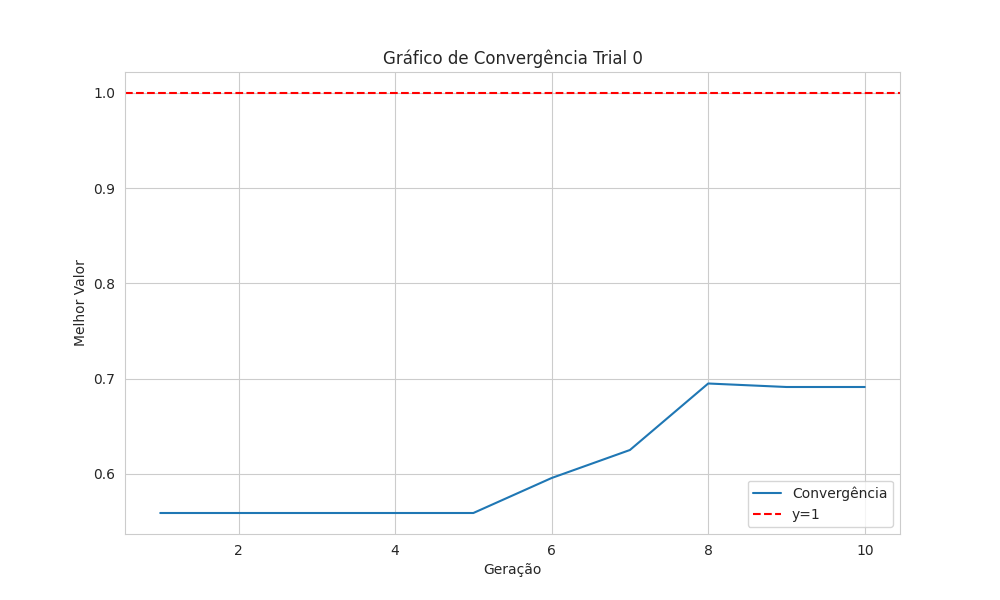 Gráfico de Convergência Trial 0
1.0
0.9
0.8
0.7
0.6
Melhor Valor
2
4
6
8
10
Geração
Convergência
y=1